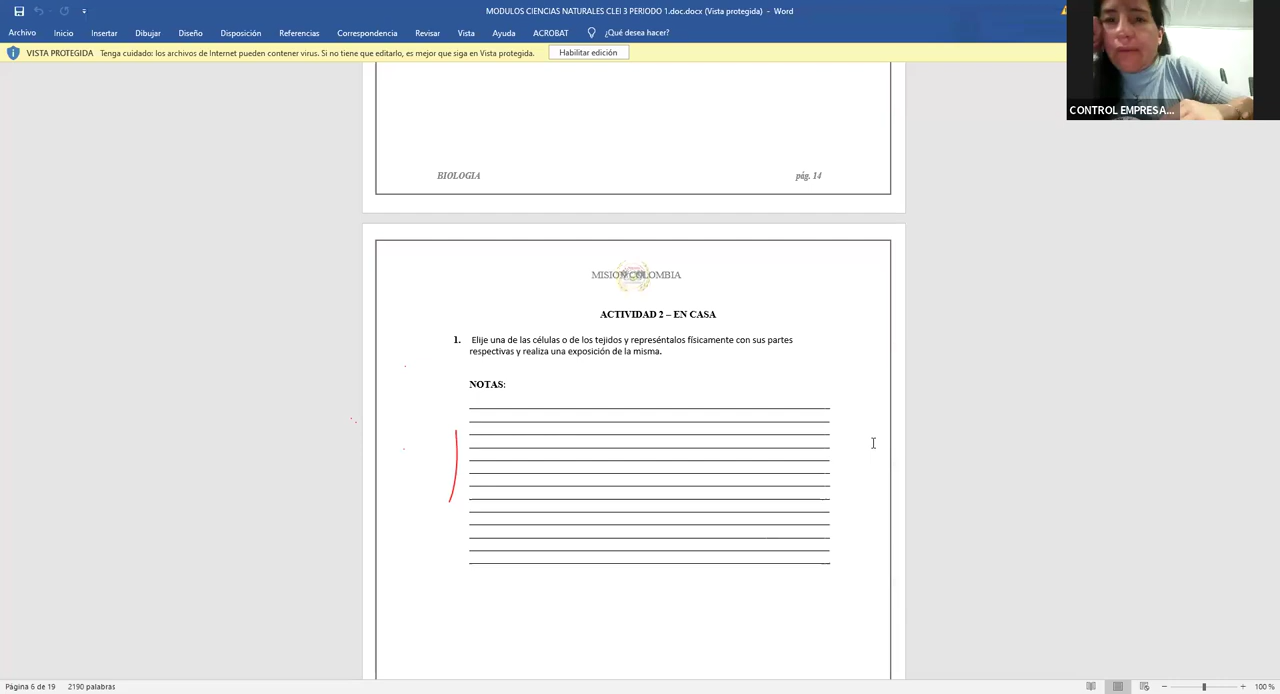 MODULOS CIENCIAS NATURALES CLEI 3 PERIODO 1.doc.docx (Vista protegida) - Word
Archivo Inicio Insertar Dibujar Diseño Disposición Referencias Correspondencia Revisar Vista Ayuda ACROBAT ¿Qué desea hacer?
VISTA PROTEGIDA Tenga cuidado: los archivos de Internet pueden contener virus. Si no tiene que editarlo, es mejor que siga en Vista protegida. Habilitar edición
CONTROL EMPRESA...
BIOLOGIA pág. 14
MISION COLOMBIA
ACTIVIDAD 2 – EN CASA
1. Elije una de las células o de los tejidos y represéntalos físicamente con sus partes
respectivas y realiza una exposición de la misma.
NOTAS:
Página 6 de 19 2190 palabras 100 %